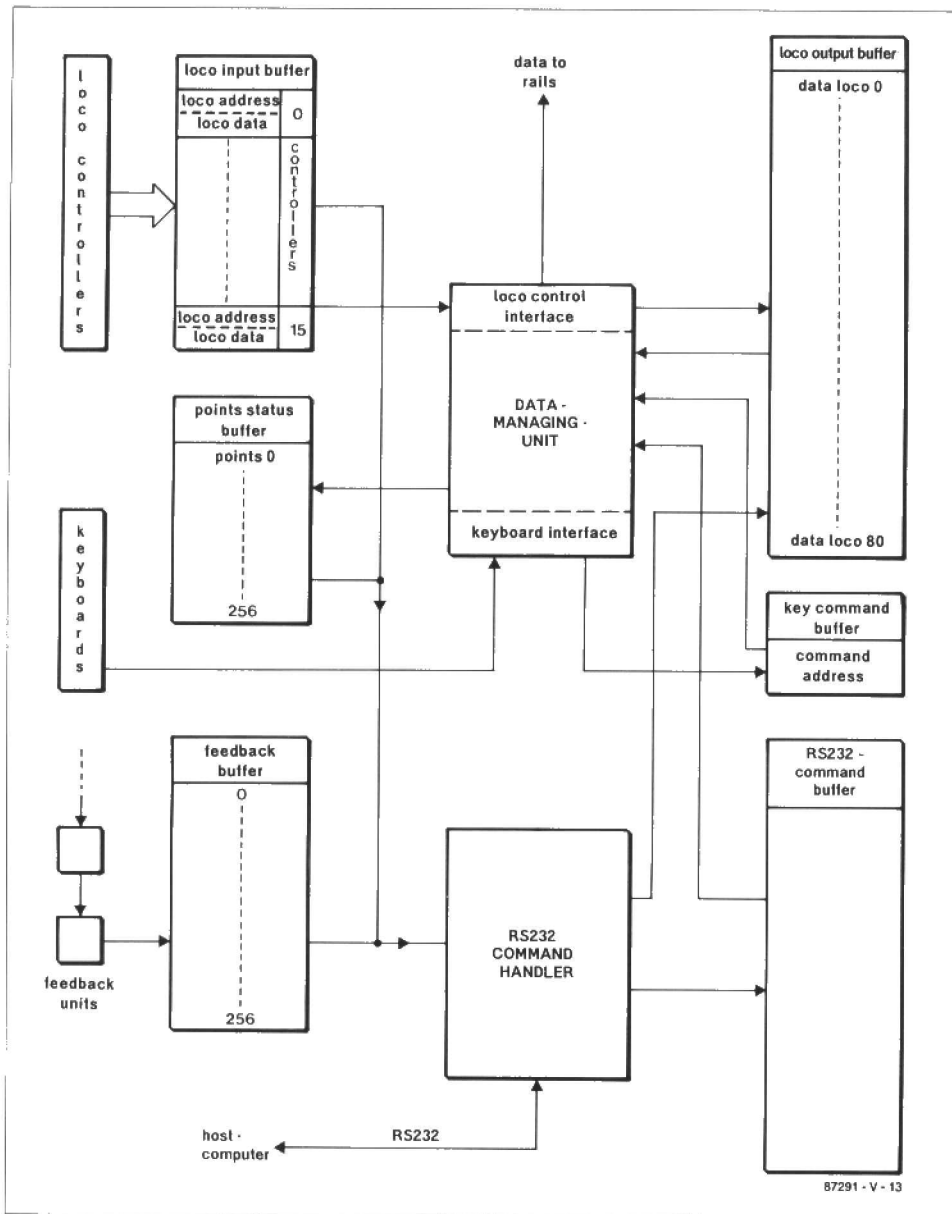 loco controllers
loco input buffer
loco address
loco data
0
controllers
loco address
loco data
15
data to
rails
loco output buffer
data loco 0
data loco 80
loco control
interface
DATA -
MANAGING -
UNIT
keyboard interface
points status
buffer
points 0
256
keyboards
key command
buffer
command
address
feedback
buffer
0
256
feedback
units
RS232
COMMAND
HANDLER
RS232 -
command
buffer
host -
computer
RS232
87291 - V - 13